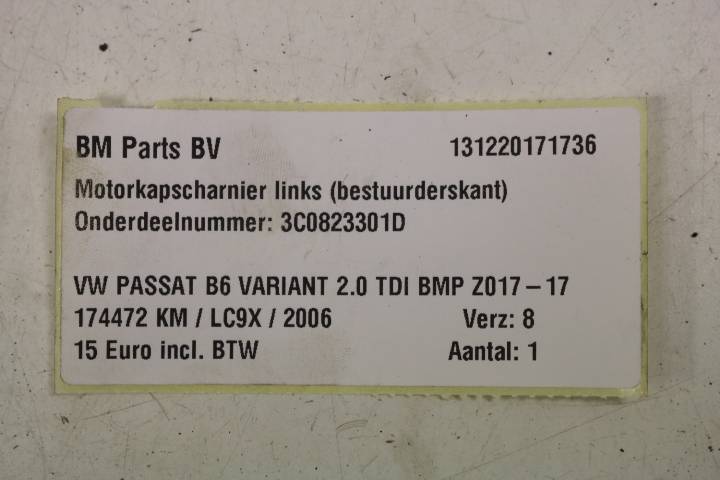 BM Parts BV 131220171736
Motorkapscharnier links (bestuurderskant)
Onderdeelnummer: 3C0823301D
VW PASSAT B6 VARIANT 2.0 TDI BMP Z017 – 17
174472 KM / LC9X / 2006 Verz: 8
15 Euro incl. BTW Aantal: 1